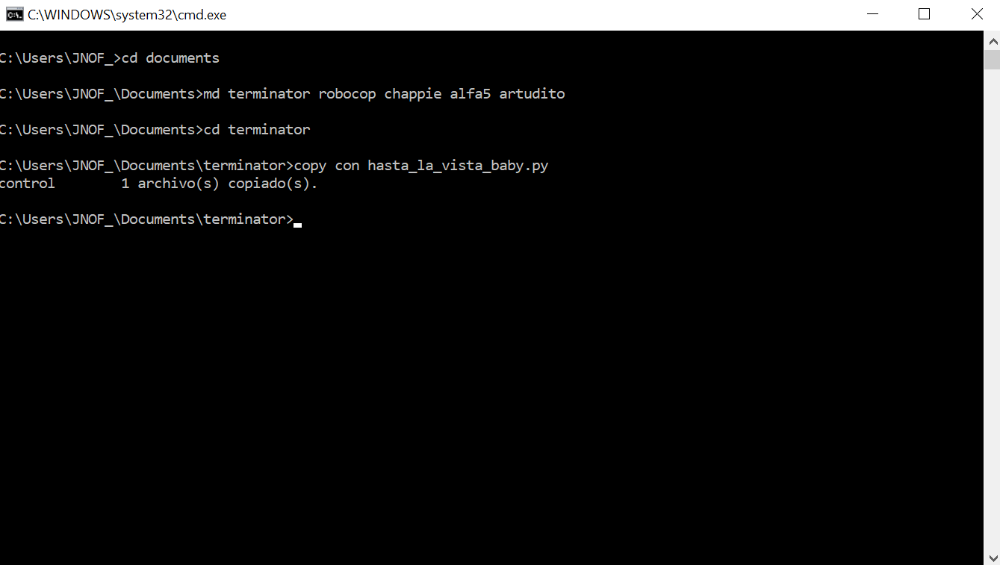 C:\WINDOWS\system32\cmd.exe
C:\Users\JNOF_>cd documents
C:\Users\JNOF_\Documents>md terminator robocop chappie alfa5 artudito
C:\Users\JNOF_\Documents>cd terminator
C:\Users\JNOF_\Documents\terminator>copy con hasta_la_vista_baby.py
control        1 archivo(s) copiado(s).
C:\Users\JNOF_\Documents\terminator>